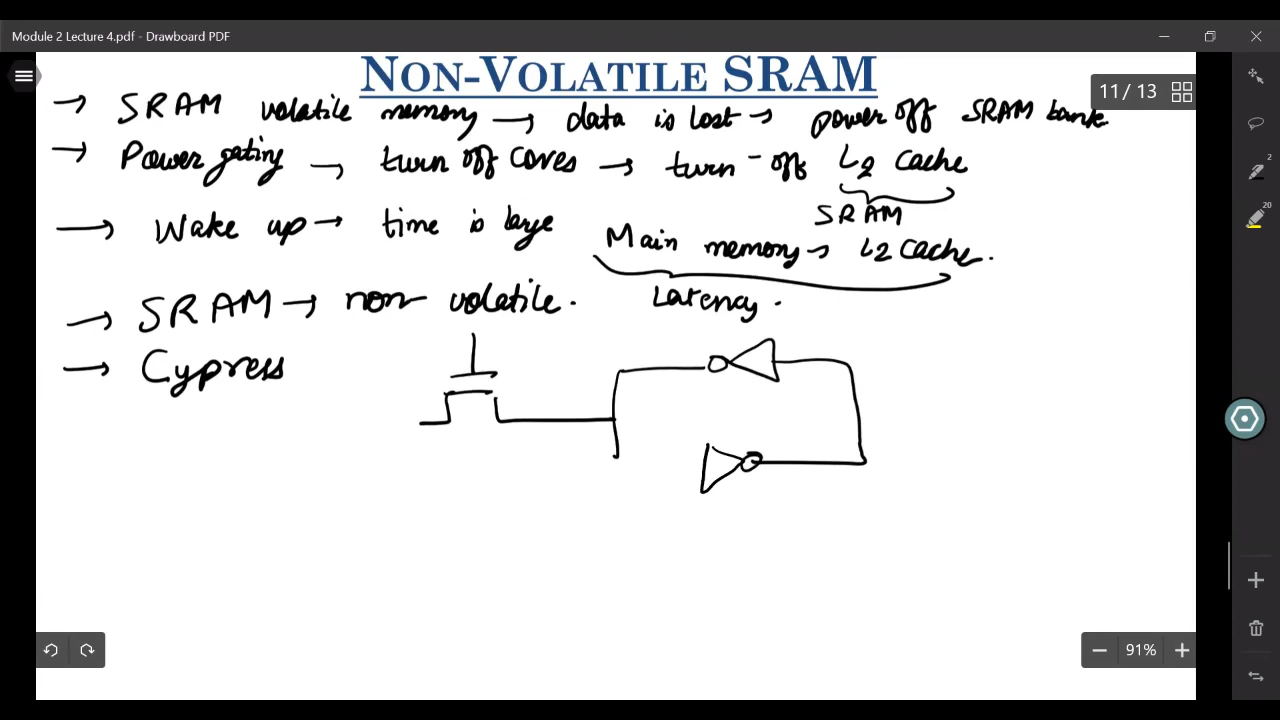 Module 2 Lecture 4.pdf - Drawboard PDF
NON-VOLATILE SRAM
11 / 13
→ SRAM volatile memory → data is lost → power off SRAM bank
→ Power gating → turn off cores → turn-off L2 cache
SRAM
→ Wake up → time is large
Main memory → L2 cache.
Latency.
→ SRAM → non volatile.
→ Cypress
2
20
91%